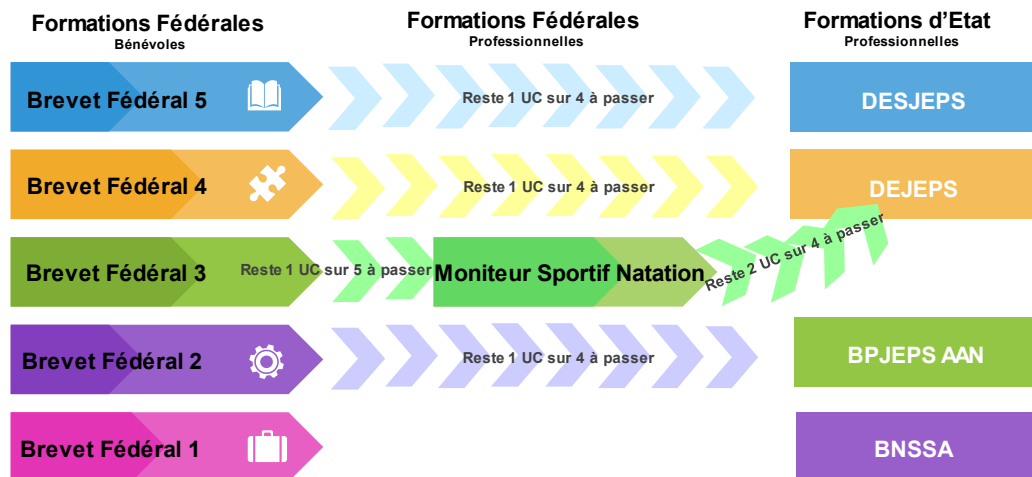 Formations Fédérales
Bénévoles
Formations Fédérales
Professionnelles
Formations d’Etat
Professionnelles
Brevet Fédéral 5
Reste 1 UC sur 4 à passer
DESJEPS
Brevet Fédéral 4
Reste 1 UC sur 4 à passer
DEJEPS
Brevet Fédéral 3
Reste 1 UC sur 5 à passer
Moniteur Sportif Natation
Reste 2 UC sur 4 à passer
Brevet Fédéral 2
Reste 1 UC sur 4 à passer
BPJEPS AAN
Brevet Fédéral 1
BNSSA